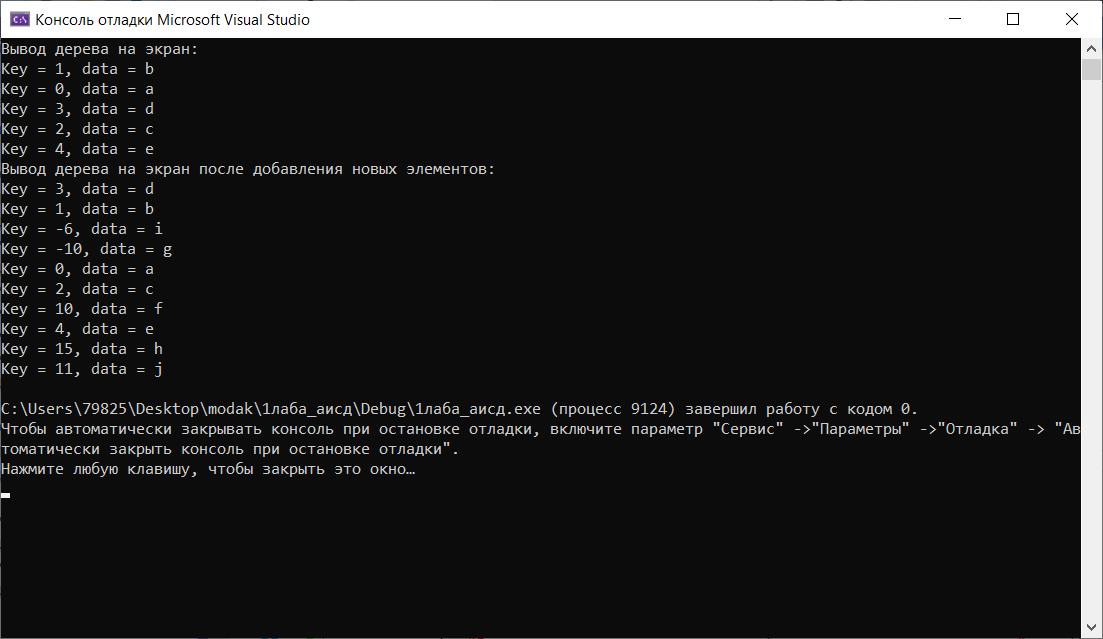 Консоль отладки Microsoft Visual Studio
Вывод дерева на экран:
Key = 1, data = b
Key = 0, data = a
Key = 3, data = d
Key = 2, data = c
Key = 4, data = e
Вывод дерева на экран после добавления новых элементов:
Key = 3, data = d
Key = 1, data = b
Key = -6, data = i
Key = -10, data = g
Key = 0, data = a
Key = 2, data = c
Key = 10, data = f
Key = 4, data = e
Key = 15, data = h
Key = 11, data = j
C:\Users\79825\Desktop\modak\1лаба_аисд\Debug\1лаба_аисд.exe (процесс 9124) завершил работу с кодом 0.
Чтобы автоматически закрывать консоль при остановке отладки, включите параметр "Сервис" ->"Параметры" ->"Отладка" -> "Ав
томатически закрыть консоль при остановке отладки".
Нажмите любую клавишу, чтобы закрыть это окно…